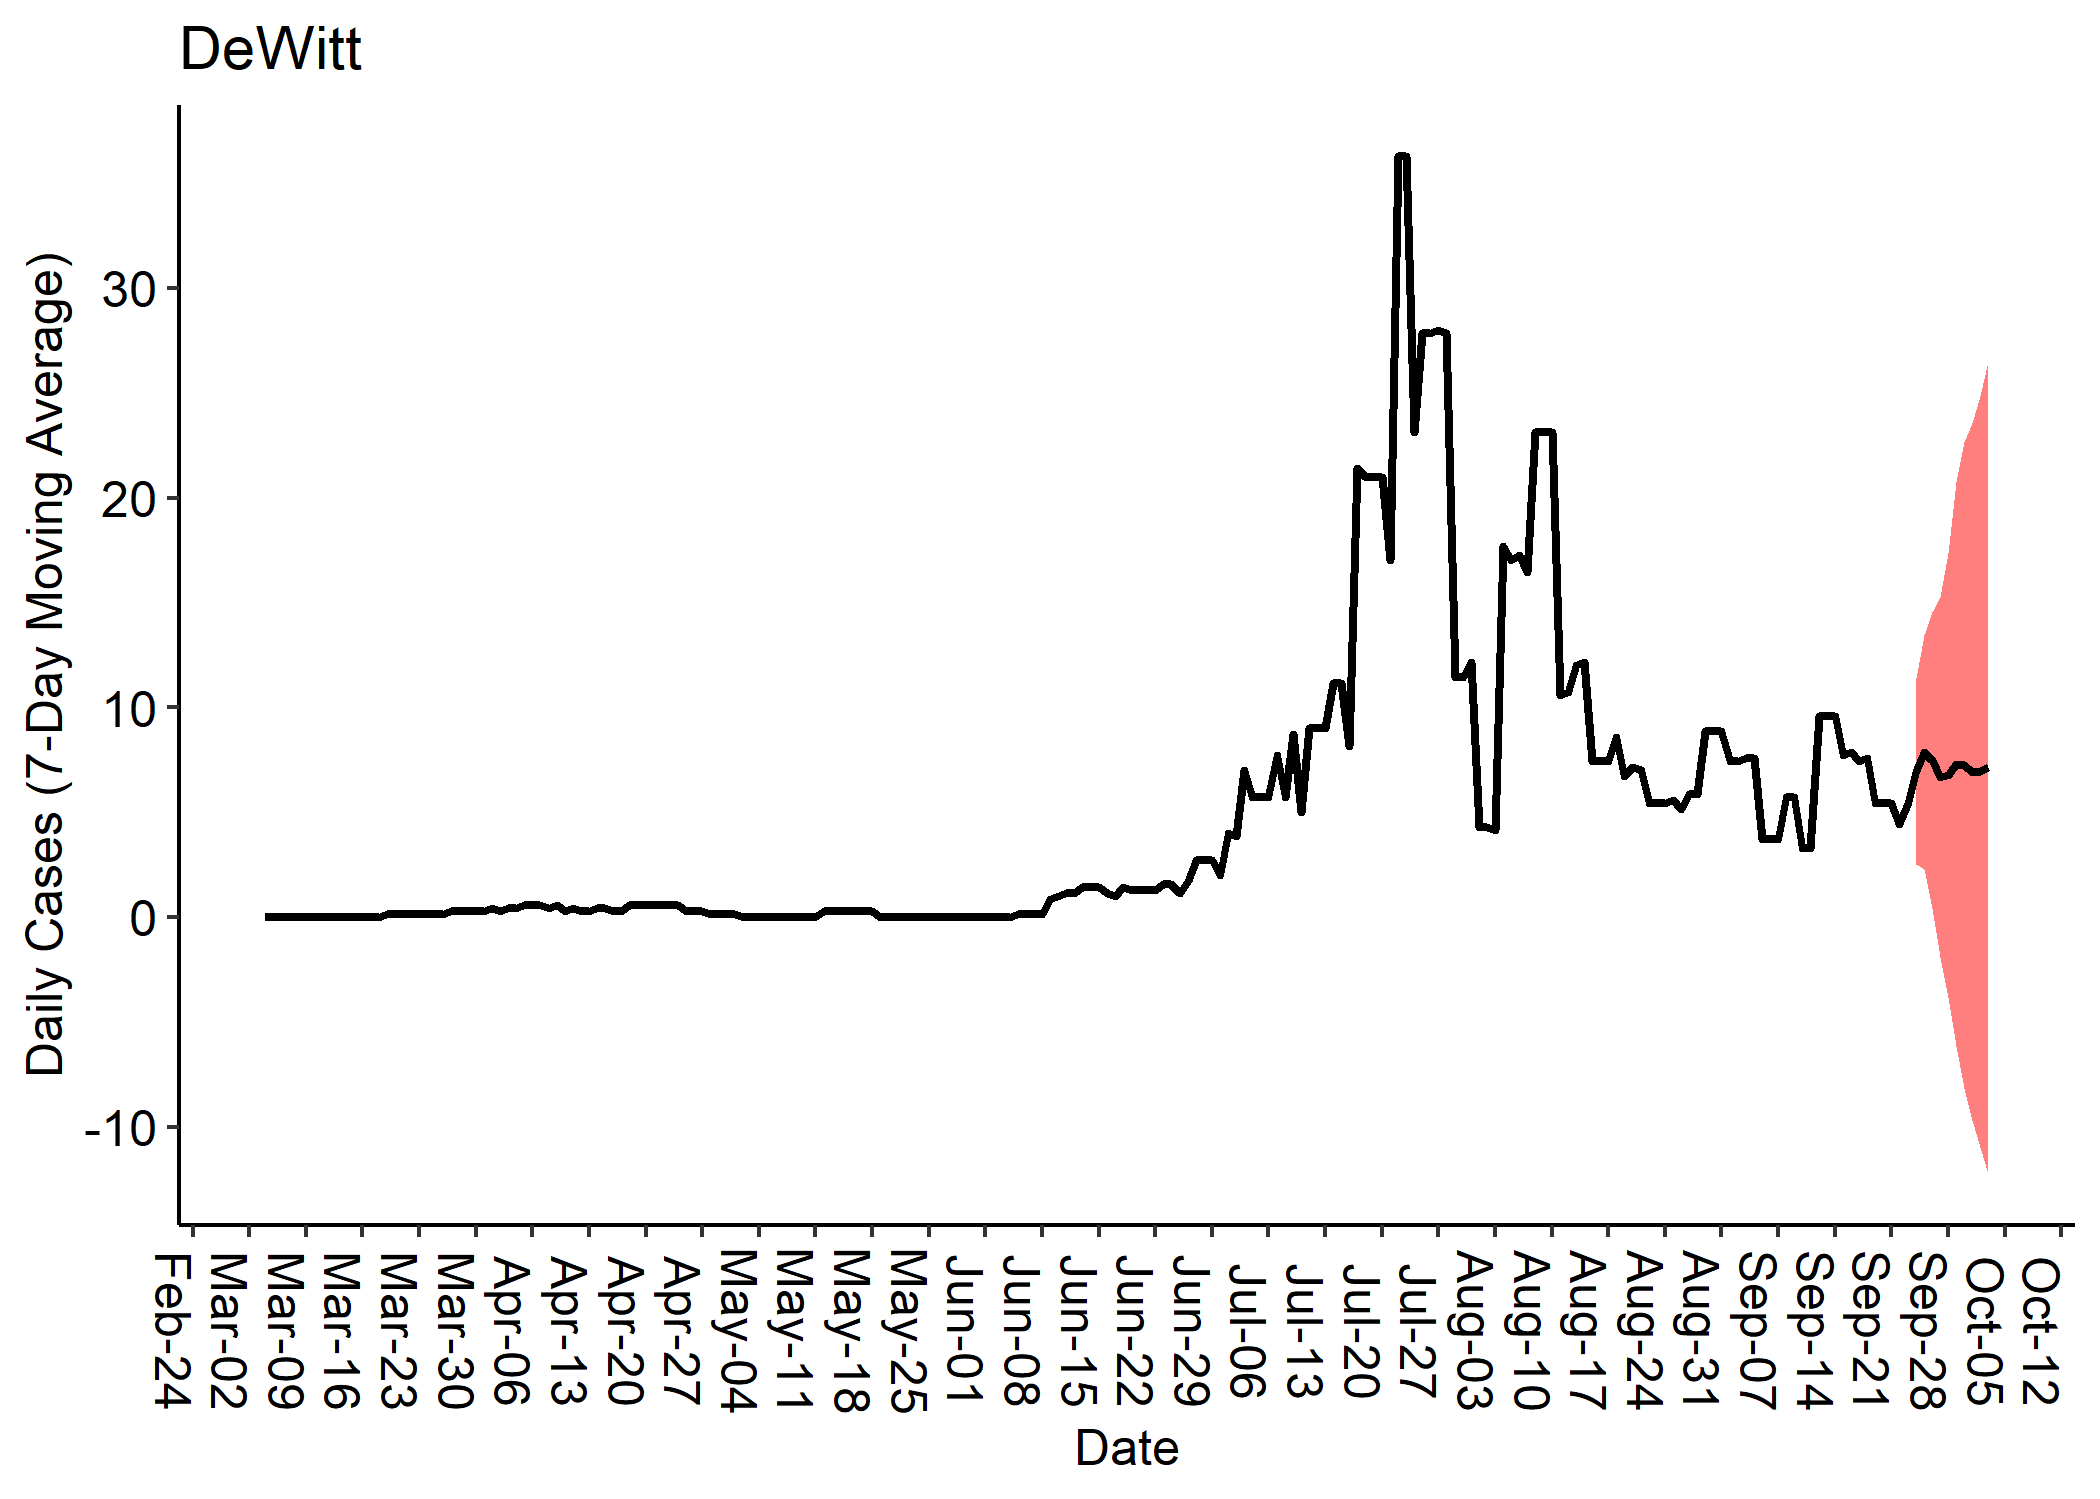 DeWitt
Daily Cases (7-Day Moving Average)
30
20
10
0
-10
Feb-24
Mar-02
Mar-09
Mar-16
Mar-23
Mar-30
Apr-06
Apr-13
Apr-20
Apr-27
May-04
May-11
May-18
May-25
Jun-01
Jun-08
Jun-15
Jun-22
Jun-29
Jul-06
Jul-13
Jul-20
Jul-27
Aug-03
Aug-10
Aug-17
Aug-24
Aug-31
Sep-07
Sep-14
Sep-21
Sep-28
Oct-05
Oct-12
Date